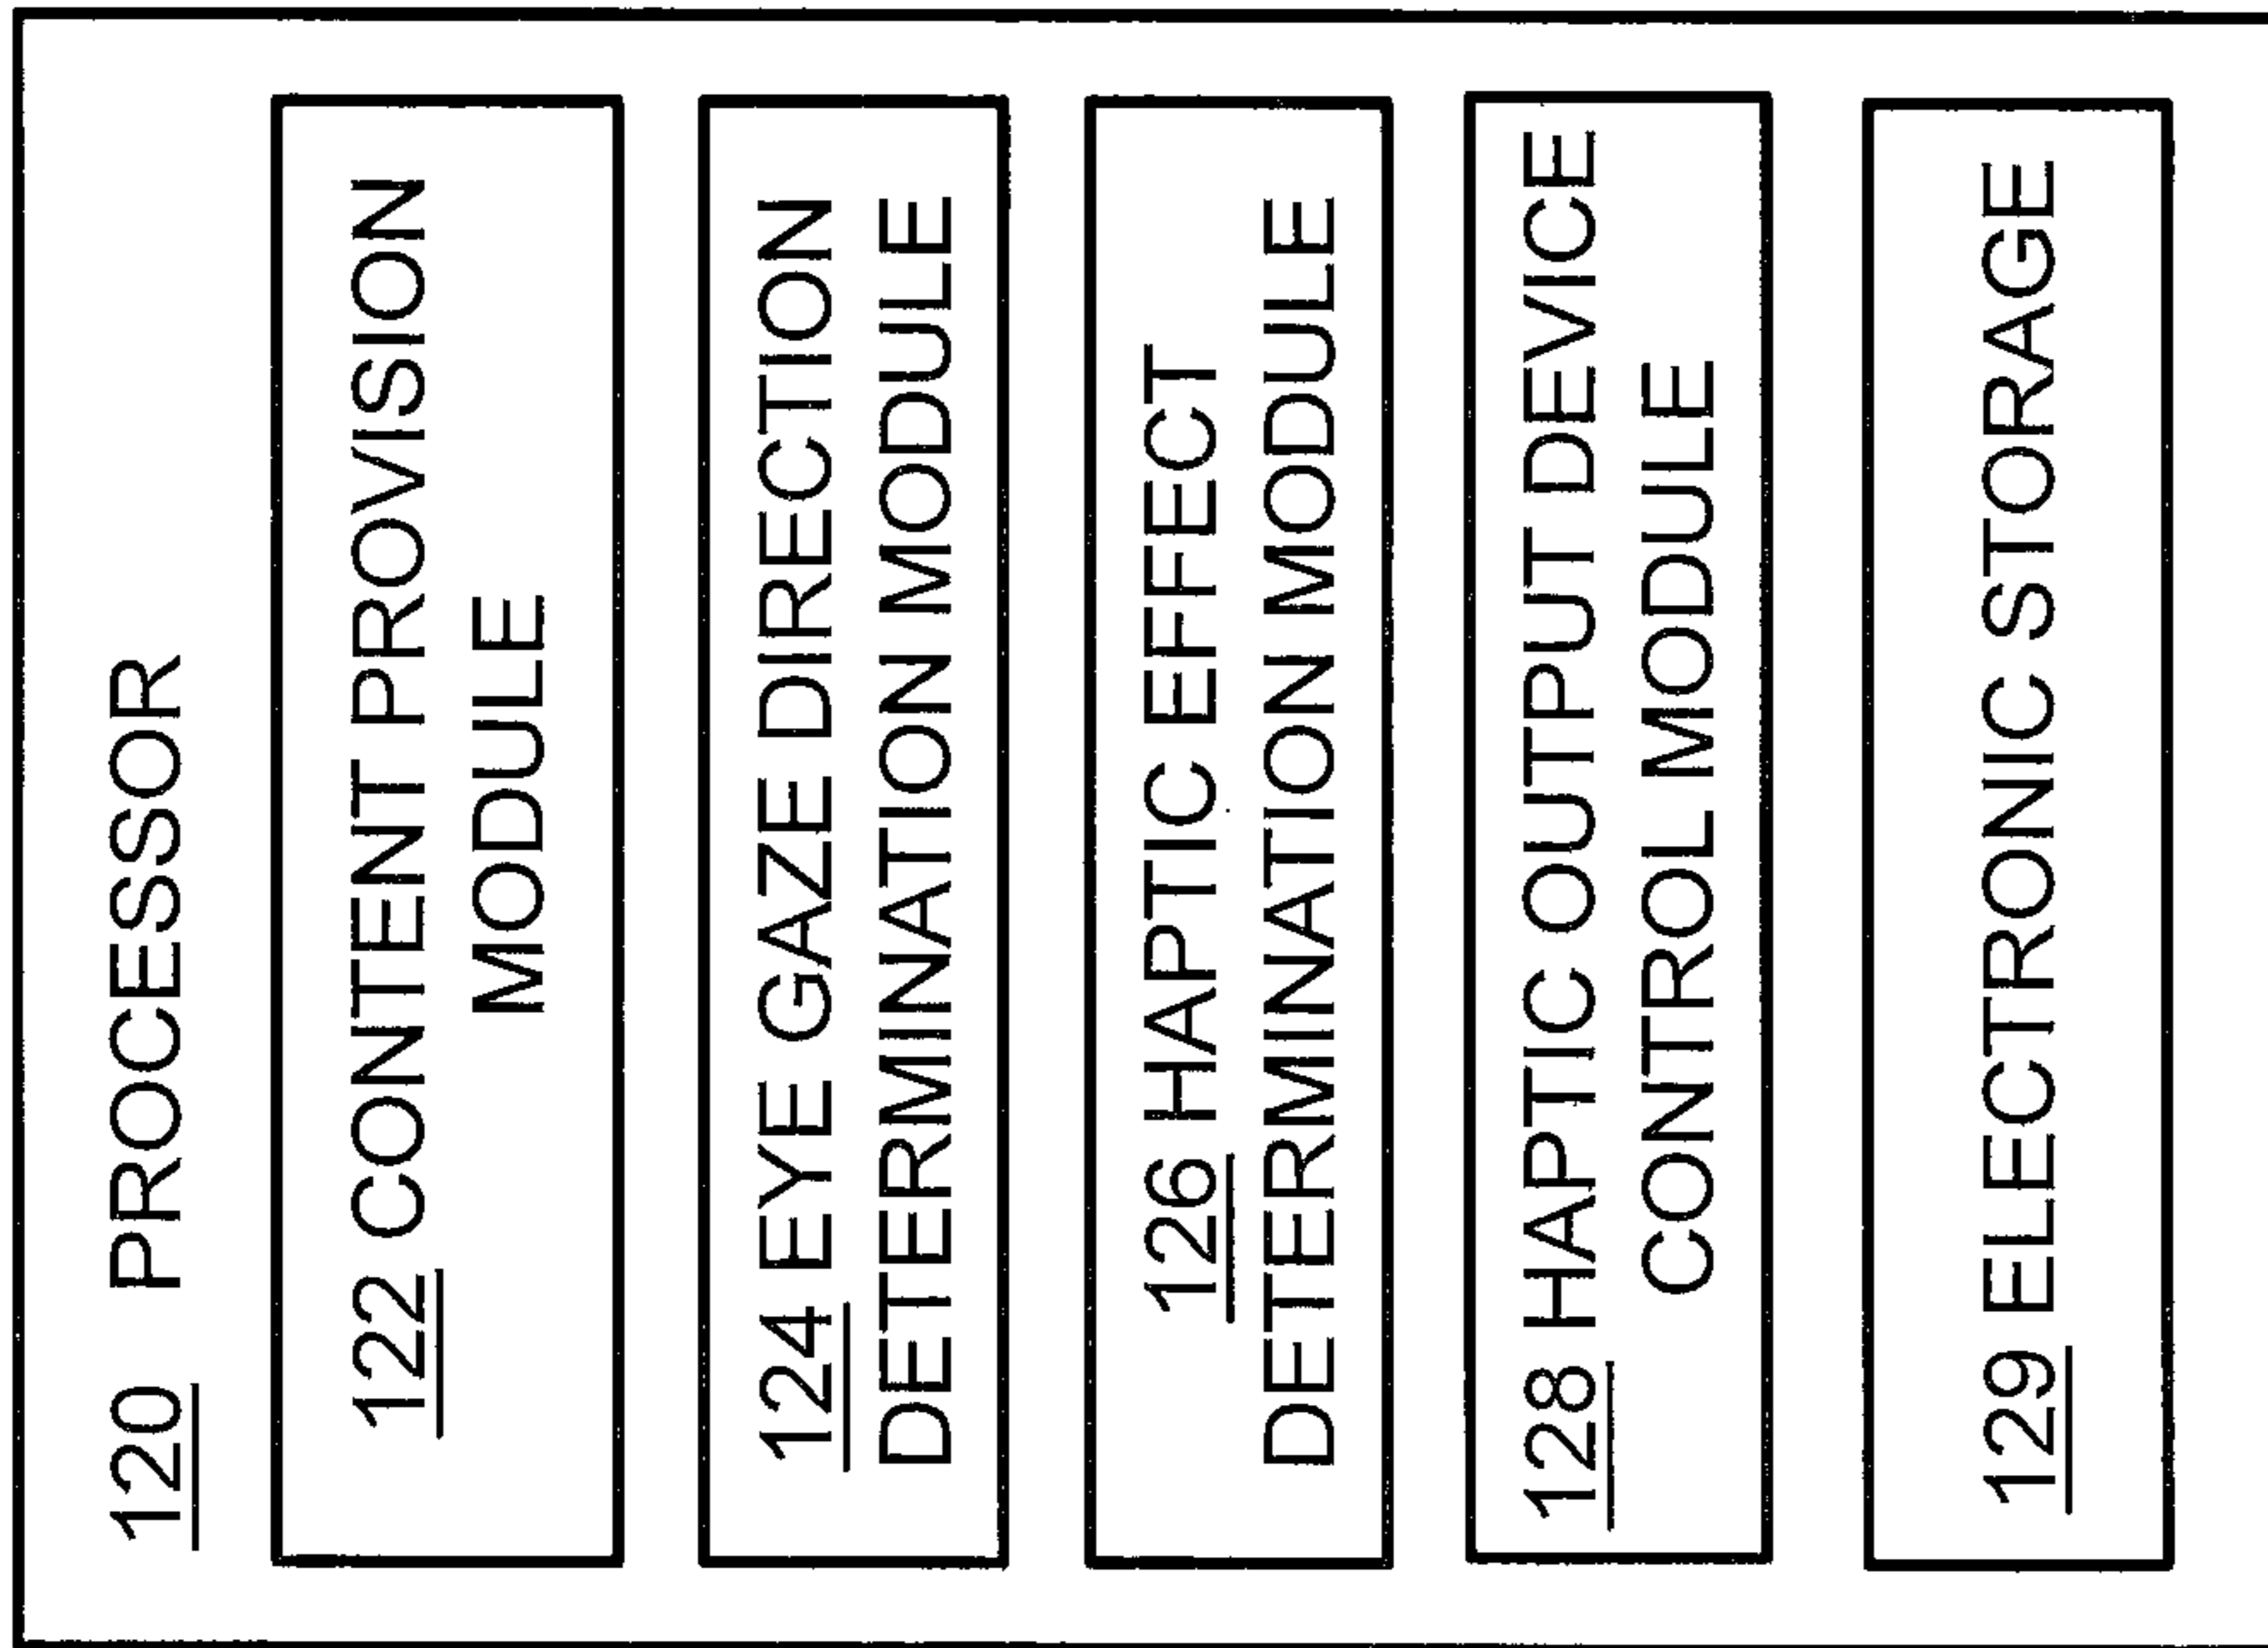 120 PROCESSOR
122 CONTENT PROVISION
MODULE
124 EYE GAZE DIRECTION
DETERMINATION MODULE
126 HAPTIC EFFECT
DETERMINATION MODULE
128 HAPTIC OUTPUT DEVICE
CONTROL MODULE
129 ELECTRONIC STORAGE